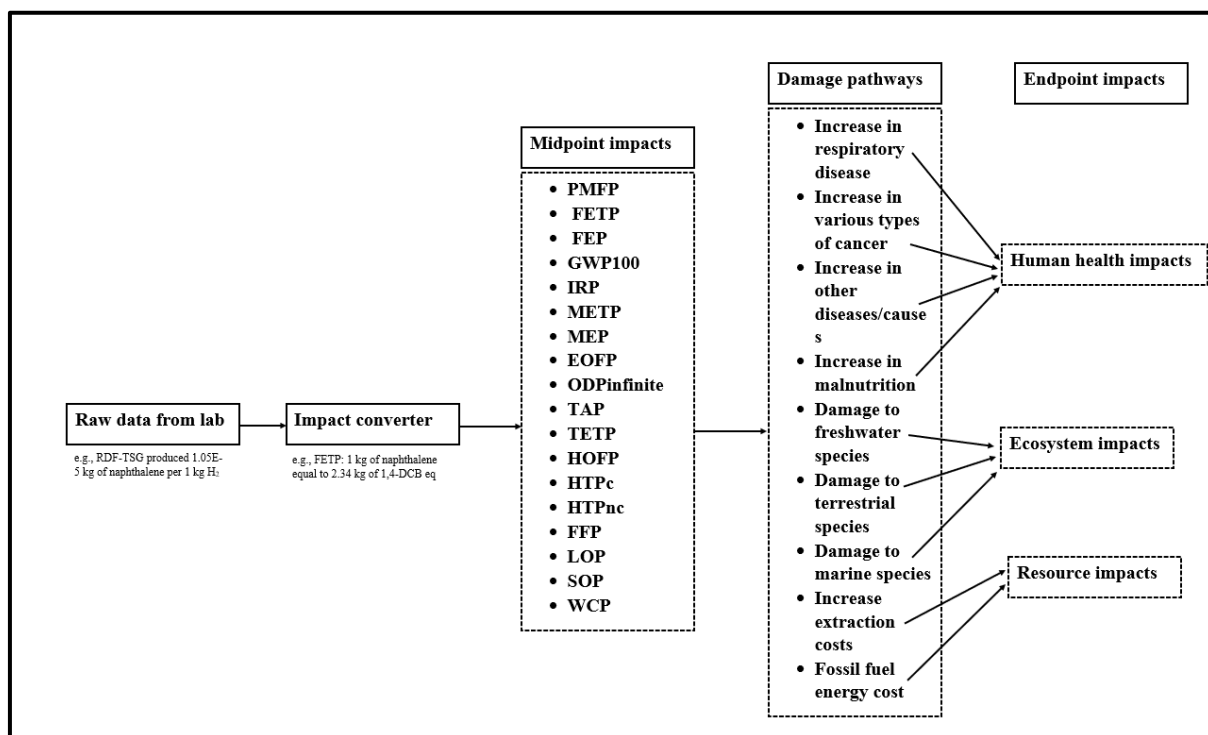 Raw data from lab
e.g., RDF-TSG produced 1.05E-
5 kg of naphthalene per 1 kg H₂
Impact converter
e.g., FETP: 1 kg of naphthalene
equal to 2.34 kg of 1,4-DCB eq
Midpoint impacts
• PMFP
• FETP
• FEP
• GWP100
• IRP
• METP
• MEP
• EOFP
• ODPinfinite
• TAP
• TETP
• HOFP
• HTPc
• HTPnc
• FFP
• LOP
• SOP
• WCP
Damage pathways
• Increase in
respiratory
disease
• Increase in
various types
of cancer
• Increase in
other
diseases/cause
s
• Increase in
malnutrition
• Damage to
freshwater
species
• Damage to
terrestrial
species
• Damage to
marine species
• Increase
extraction
costs
• Fossil fuel
energy cost
Endpoint impacts
Human health impacts
Ecosystem impacts
Resource impacts